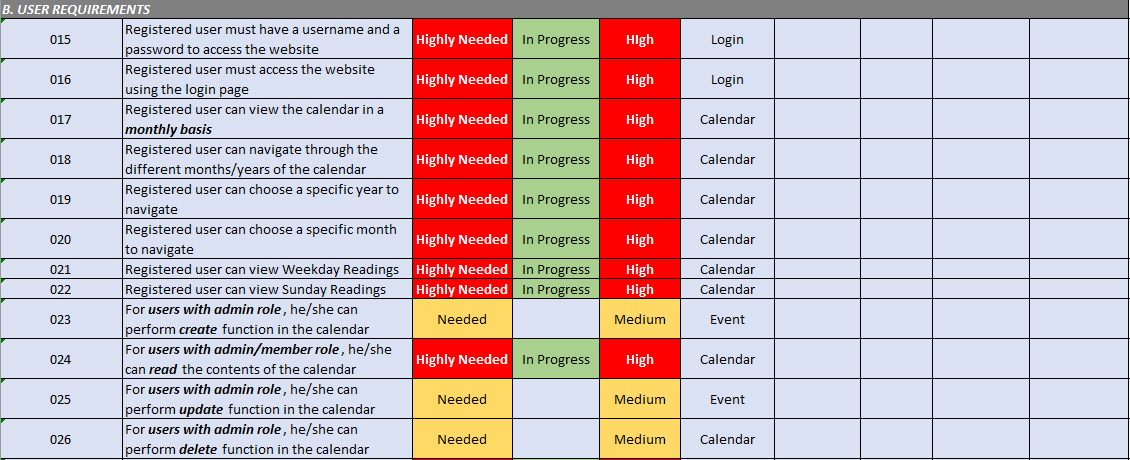 B. USER REQUIREMENTS
015 Registered user must have a username and a
password to access the website Highly Needed In Progress HIgh Login
016 Registered user must access the website
using the login page Highly Needed In Progress High Login
017 Registered user can view the calendar in a
monthly basis Highly Needed In Progress High Calendar
018 Registered user can navigate through the
different months/years of the calendar Highly Needed In Progress High Calendar
019 Registered user can choose a specific year to
navigate Highly Needed In Progress High Calendar
020 Registered user can choose a specific month
to navigate Highly Needed In Progress High Calendar
021 Registered user can view Weekday Readings Highly Needed In Progress High Calendar
022 Registered user can view Sunday Readings Highly Needed In Progress High Calendar
023 For users with admin role, he/she can
perform create function in the calendar Needed Medium Event
024 For users with admin/member role, he/she
can read the contents of the calendar Highly Needed In Progress High Calendar
025 For users with admin role, he/she can
perform update function in the calendar Needed Medium Event
026 For users with admin role, he/she can
perform delete function in the calendar Needed Medium Calendar